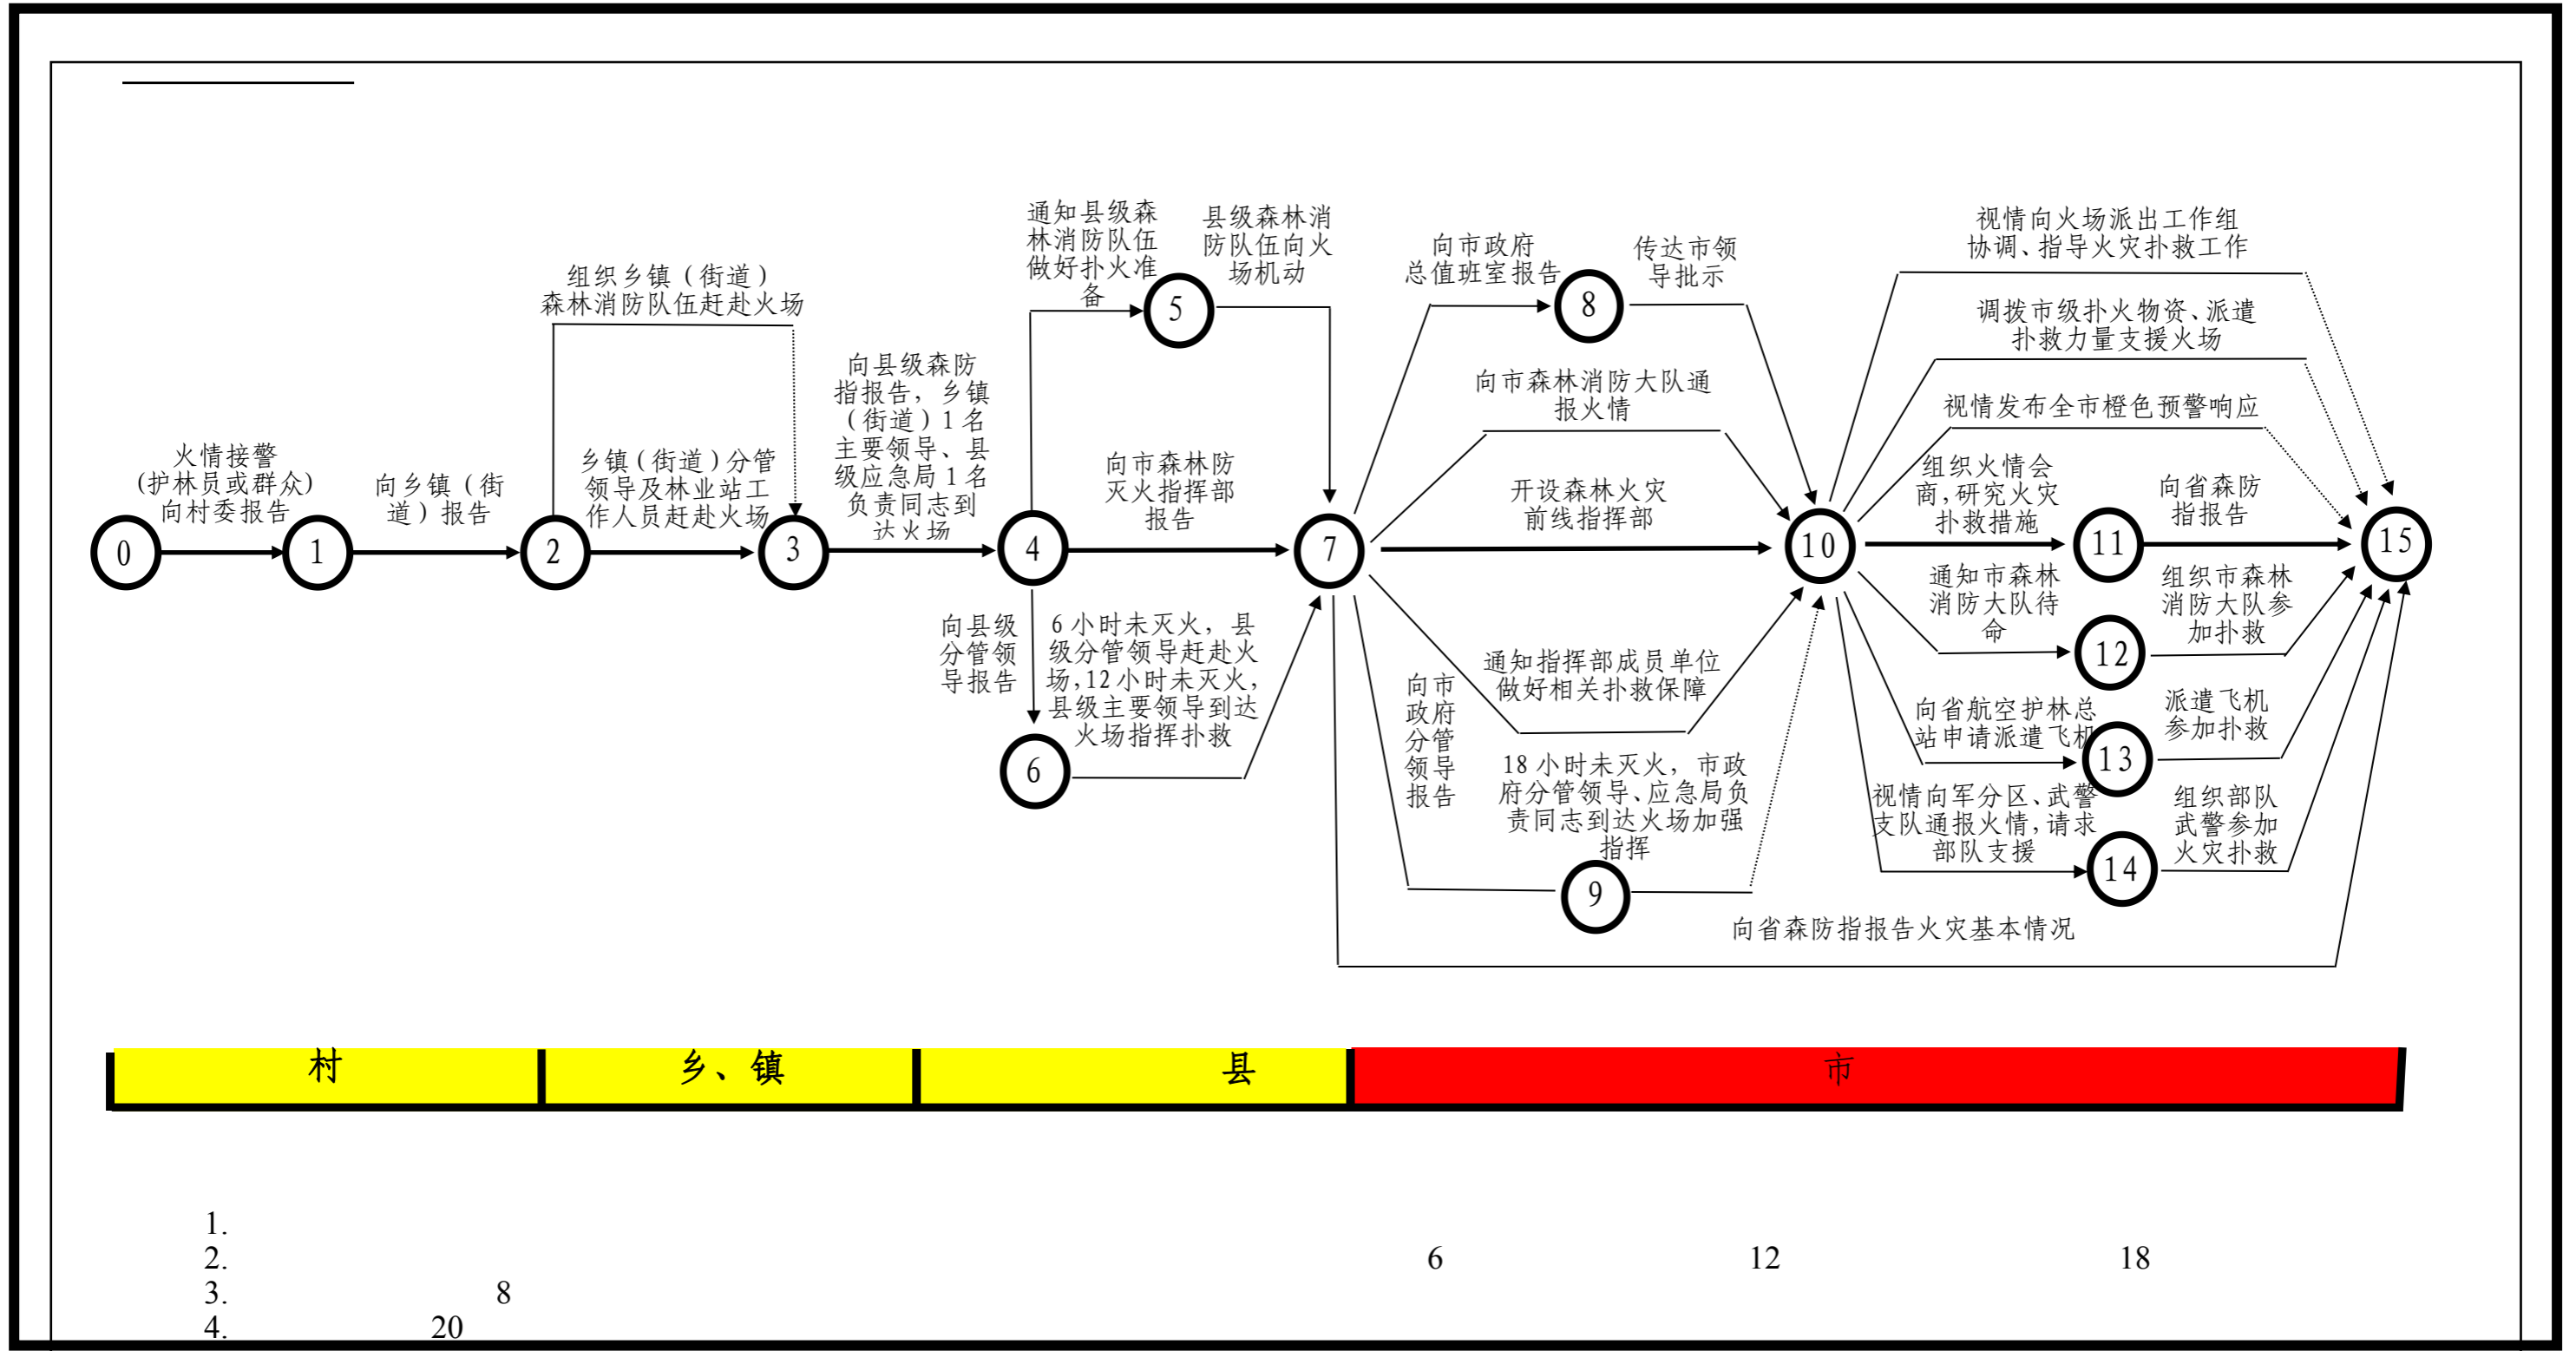 火情接警
(护林员或群众)
向村委报告
向乡镇（街
道）报告
组织乡镇（街道）
森林消防队伍赶赴火场
乡镇（街道）分管
领导及林业站工
作人员赶赴火场
向县级森防
指报告，乡镇
（街道）1名
主要领导、县
级应急局1名
负责同志到
达火场
通知县级森
林消防队伍
做好扑火准
备
县级森林消
防队伍向火
场机动
向市森林防
灭火指挥部
报告
向县级
分管领
导报告
6小时未灭火，县
级分管领导赶赴火
场，12小时未灭火，
县级主要领导到达
火场指挥扑救
向市政府
总值班室报告
传达市领
导批示
向市森林消防大队通
报火情
开设森林火灾
前线指挥部
通知指挥部成员单位
做好相关扑救保障
向市
政府
分管
领导
报告
18小时未灭火，市政
府分管领导、应急局负
责同志到达火场加强
指挥
向省森防指报告火灾基本情况
视情向火场派出工作组
协调、指导火灾扑救工作
调拨市级扑火物资、派遣
扑救力量支援火场
视情发布全市橙色预警响应
组织火情会
商，研究火灾
扑救措施
向省森防
指报告
通知市森林
消防大队待
命
组织市森林
消防大队参
加扑救
向省航空护林总
站申请派遣飞机
派遣飞机
参加扑救
视情向军分区、武警
支队通报火情，请求
部队支援
组织部队
武警参加
火灾扑救
0
1
2
3
4
5
6
7
8
9
10
11
12
13
14
15
村
乡、镇
县
市
1.
2. 6 12 18
3. 8
4. 20